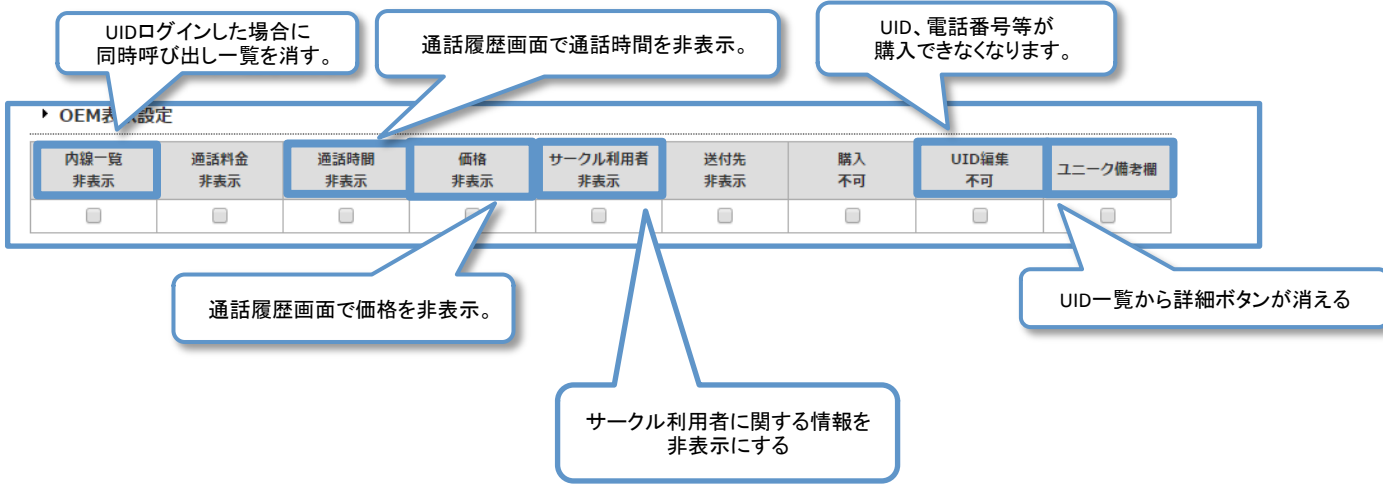 UIDログインした場合に
同時呼び出し一覧を消す。
通話履歴画面で通話時間を非表示。
UID、電話番号等が
購入できなくなります。
OEM表 設定
内線一覧
非表示
通話料金
非表示
通話時間
非表示
価格
非表示
サークル利用者
非表示
送付先
非表示
購入
不可
UID編集
不可
ユニーク備考欄
通話履歴画面で価格を非表示。
UID一覧から詳細ボタンが消える
サークル利用者に関する情報を
非表示にする